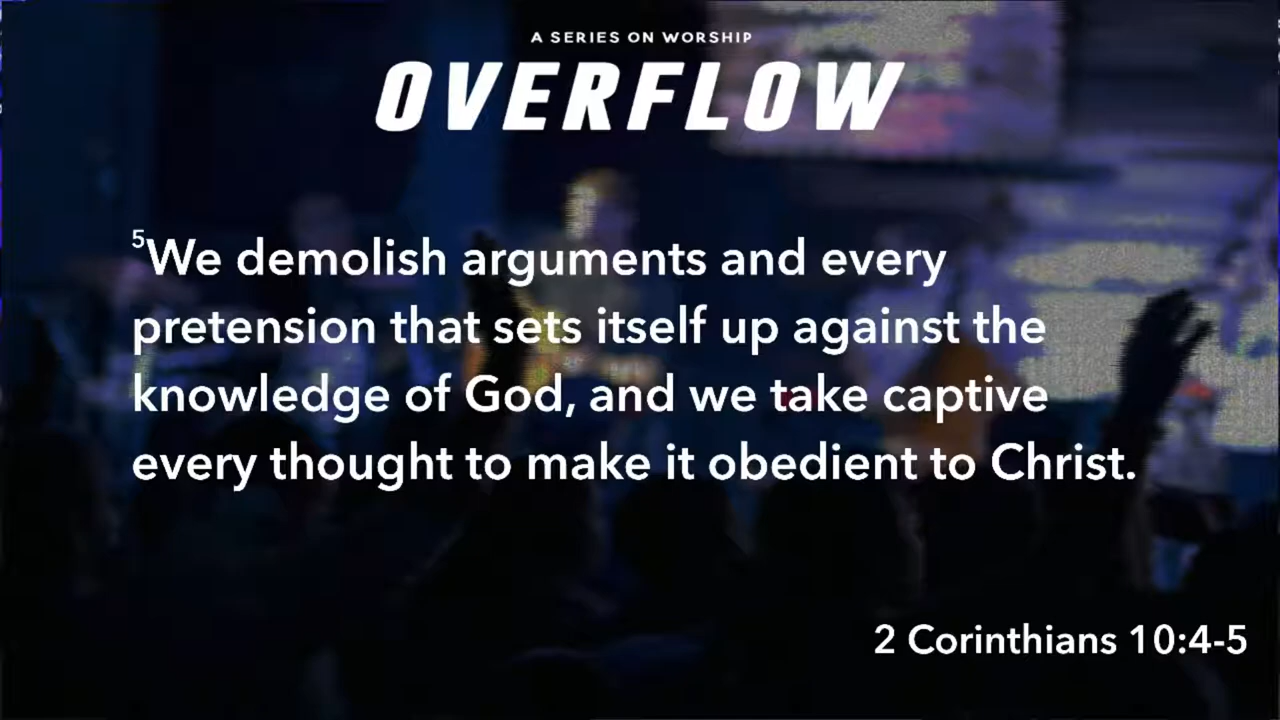 A SERIES ON WORSHIP
OVERFLOW
⁵We demolish arguments and every
pretension that sets itself up against the
knowledge of God, and we take captive
every thought to make it obedient to Christ.
2 Corinthians 10:4-5